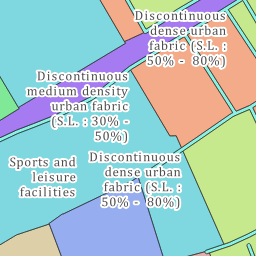 Discontinuous
dense urban
fabric (S.L. :
50% -  80%)
Discontinuous
medium density
urban fabric
(S.L. : 30% -
50%)
Sports and
leisure
facilities
Discontinuous
dense urban
fabric (S.L. :
50% -  80%)